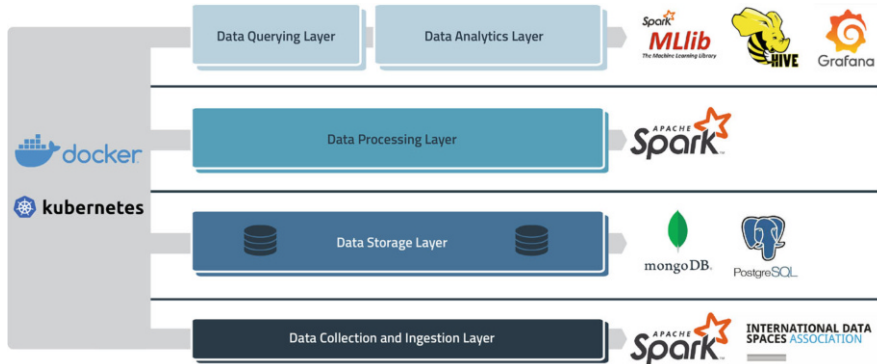 Data Querying Layer
Data Analytics Layer
Spark
MLlib
The Machine Learning Library
HIVE
Grafana
docker
kubernetes
Data Processing Layer
APACHE
Spark
Data Storage Layer
mongoDB.
PostgreSQL
Data Collection and Ingestion Layer
APACHE
Spark
INTERNATIONAL DATA
SPACES ASSOCIATION